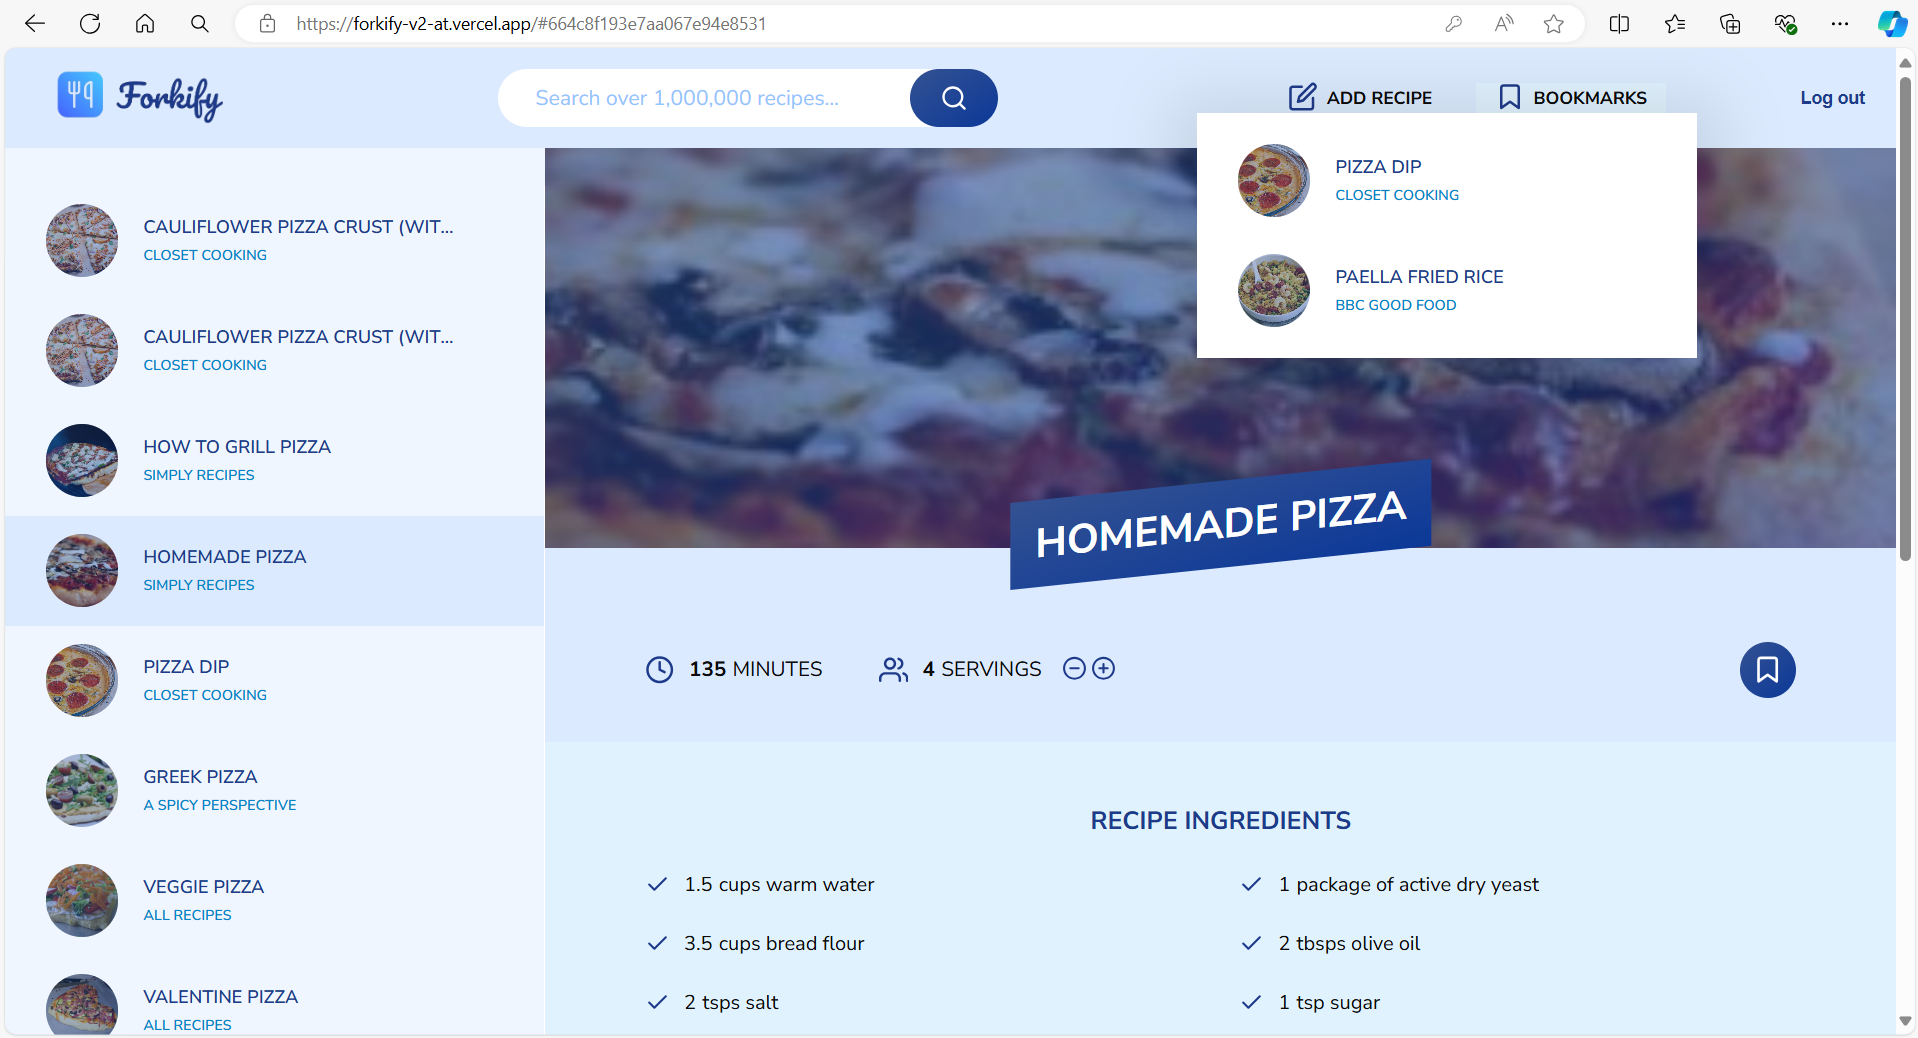 https://forkify-v2-at.vercel.app/#664c8f193e7aa067e94e8531
Forkify
Search over 1,000,000 recipes...
ADD RECIPE
BOOKMARKS
Log out
PIZZA DIP
CLOSET COOKING
PAELLA FRIED RICE
BBC GOOD FOOD
CAULIFLOWER PIZZA CRUST (WIT...
CLOSET COOKING
CAULIFLOWER PIZZA CRUST (WIT...
CLOSET COOKING
HOW TO GRILL PIZZA
SIMPLY RECIPES
HOMEMADE PIZZA
SIMPLY RECIPES
PIZZA DIP
CLOSET COOKING
GREEK PIZZA
A SPICY PERSPECTIVE
VEGGIE PIZZA
ALL RECIPES
VALENTINE PIZZA
ALL RECIPES
HOMEMADE PIZZA
135 MINUTES
4 SERVINGS
RECIPE INGREDIENTS
1.5 cups warm water
1 package of active dry yeast
3.5 cups bread flour
2 tbsps olive oil
2 tsps salt
1 tsp sugar